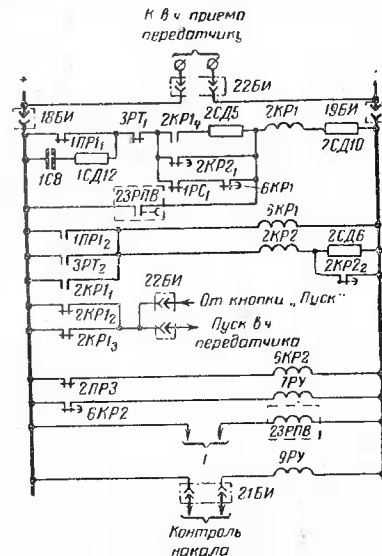 К в ч приемо
передатчику
+
-
22БИ
18БИ
19БИ
1ПР1₁
3РТ₁
2КР1₄
2СД5
2КР1
2СД10
1С8
1СД12
2КР2₁
1РС₁
6КР1
23РПВ
1ПР1₂
6КР1
3РТ₂
2КР2
2СД6
2КР1₁
2КР2₂
22БИ
2КР1₂
От кнопки „Пуск"
2КР1₃
Пуск в ч
передатчика
6КР2
2ПР3
7РУ
6КР2
23РПВ
I
9РУ
21БИ
Контроль
накала